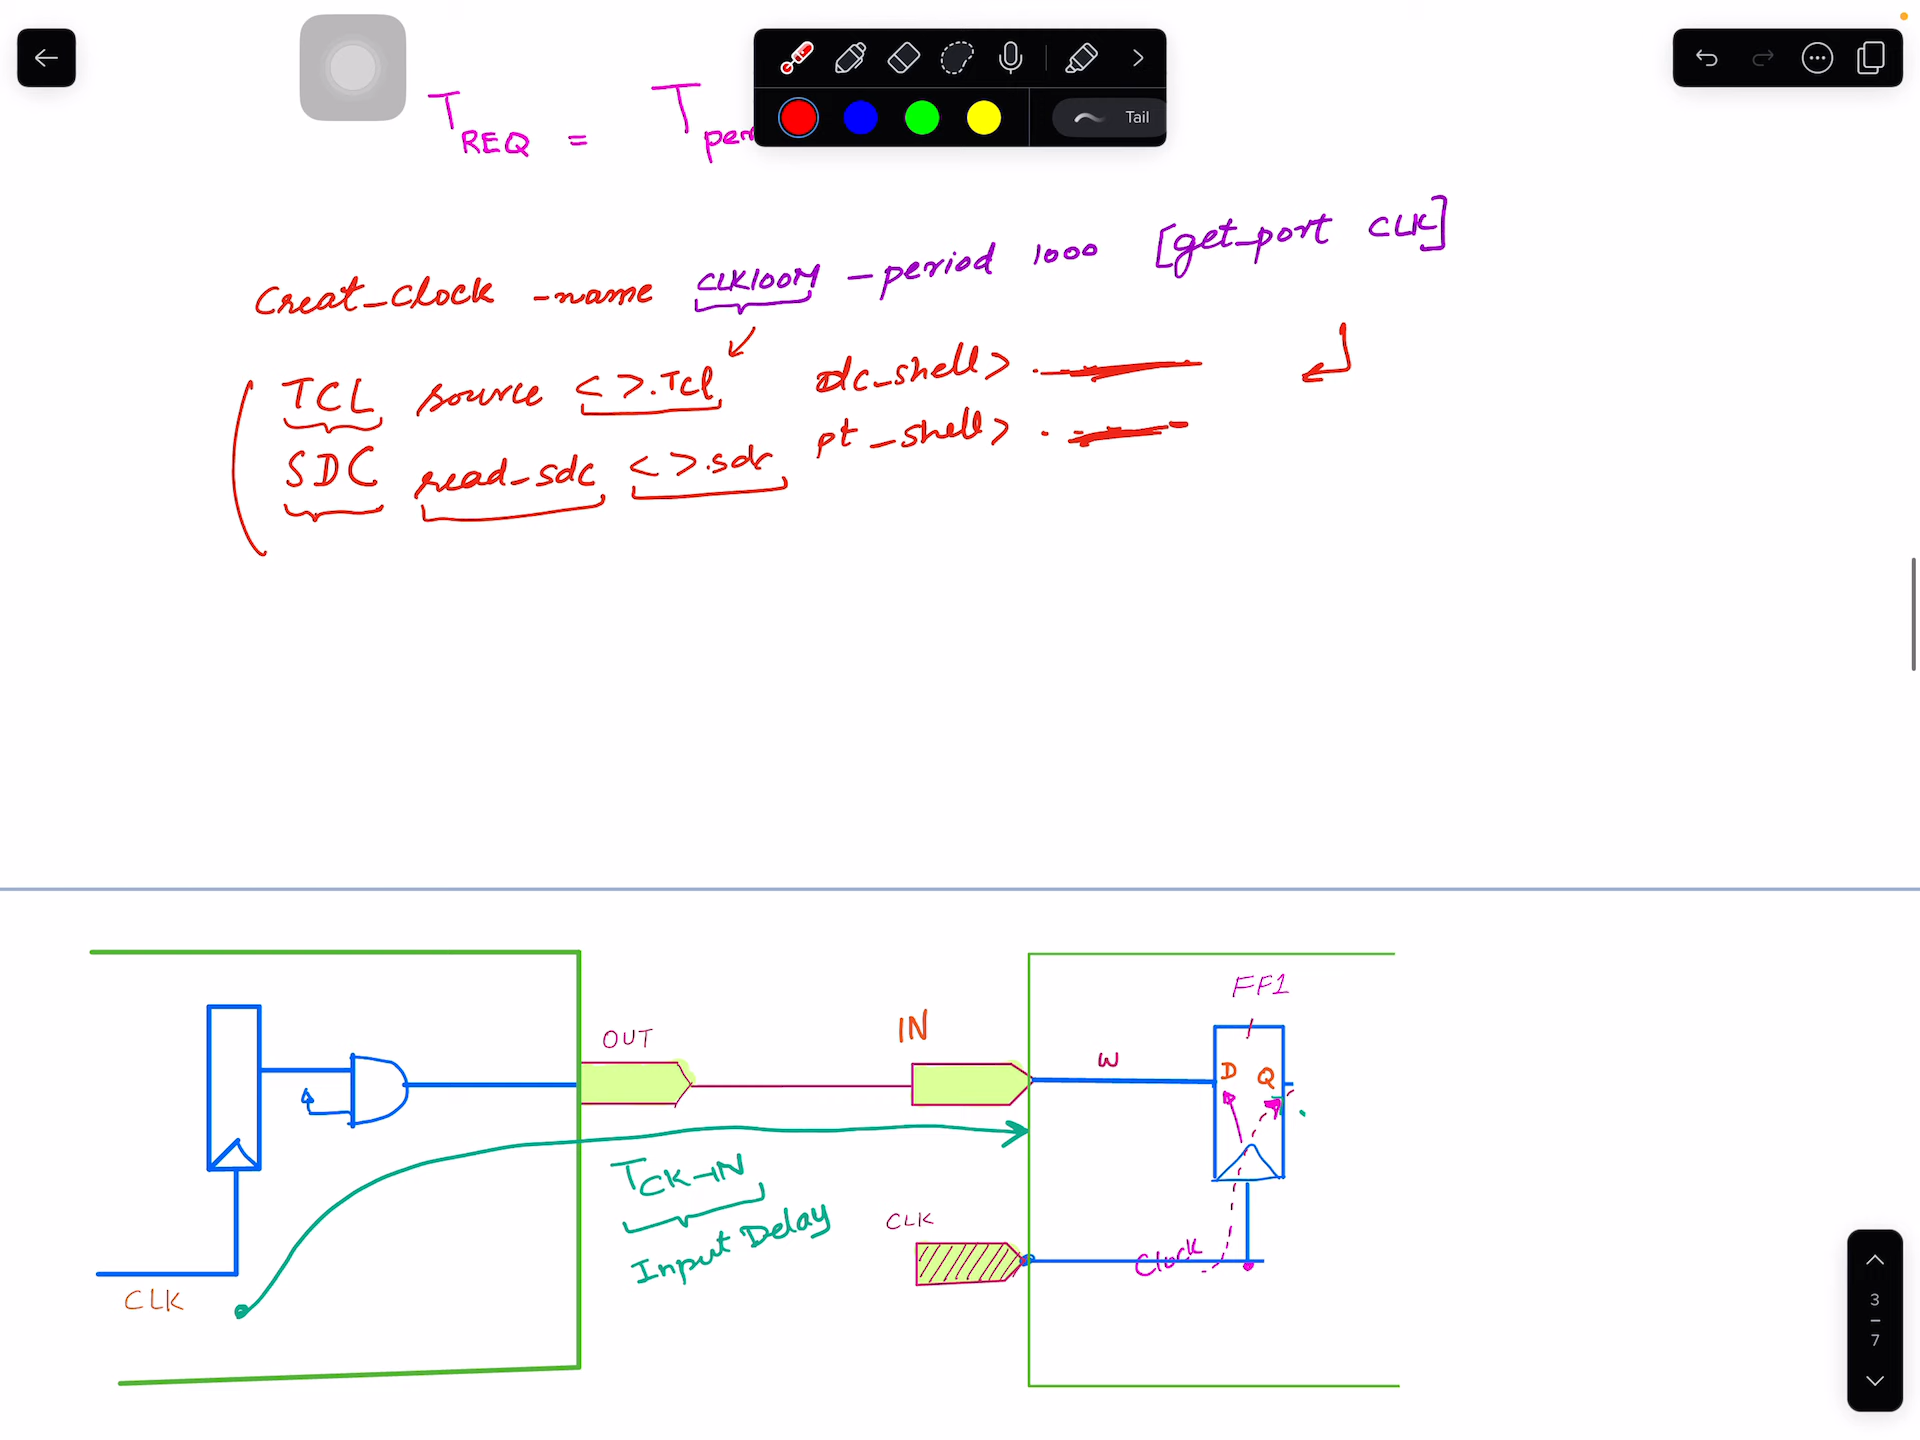 Tail
T REQ = T per
Creat_Clock -name CLK100M -period 1000 [get_port CLK]
TCL source < >.Tcl dc_shell>
SDC read_sdc < >.sdc pt_shell>
FF1
OUT IN
W D Q
T CK-IN
Input Delay
CLK
Clock
CLK
3
7